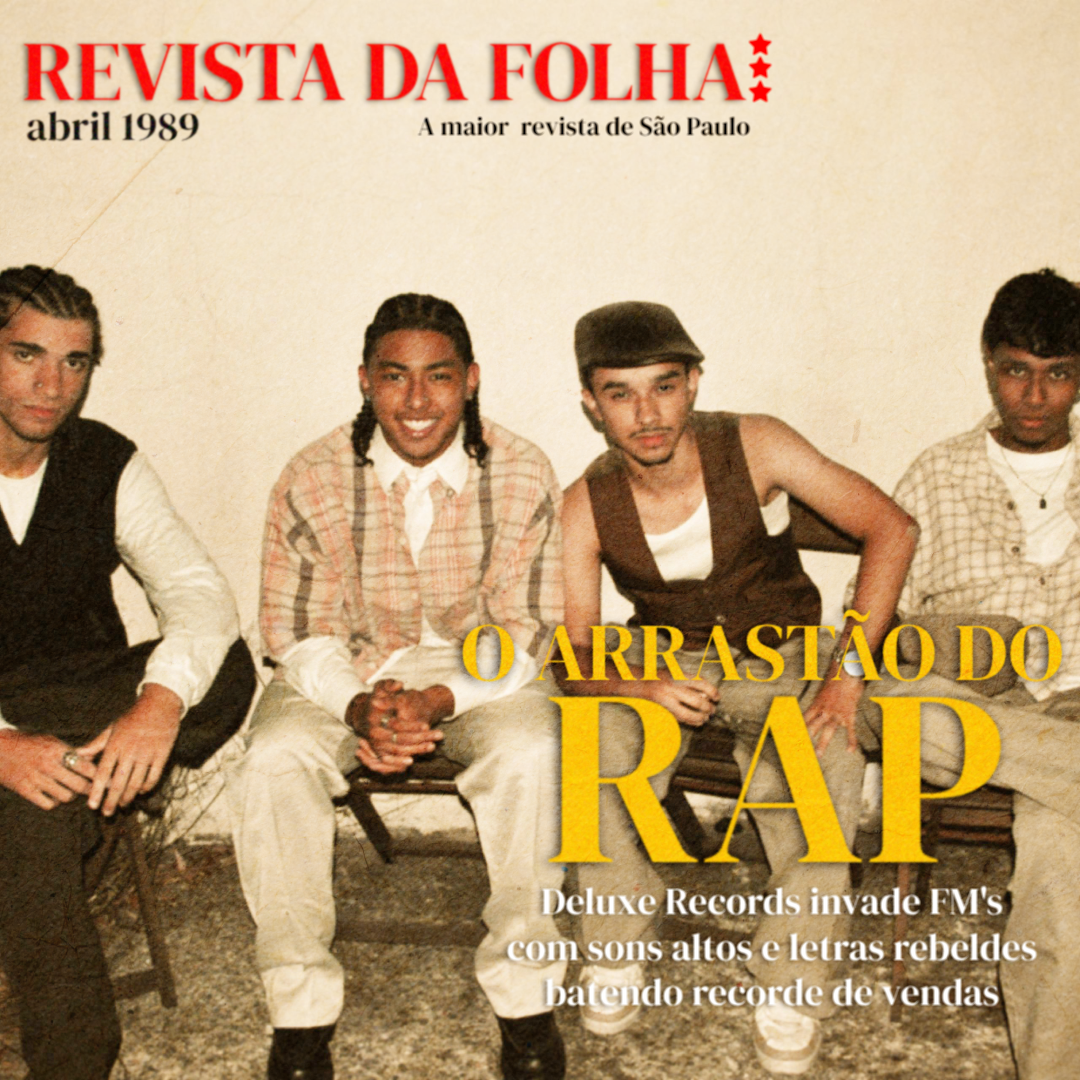 REVISTA DA FOLHA
abril 1989
A maior revista de São Paulo
O ARRASTÃO DO
RAP
Deluxe Records invade FM's
com sons altos e letras rebeldes
batendo recorde de vendas